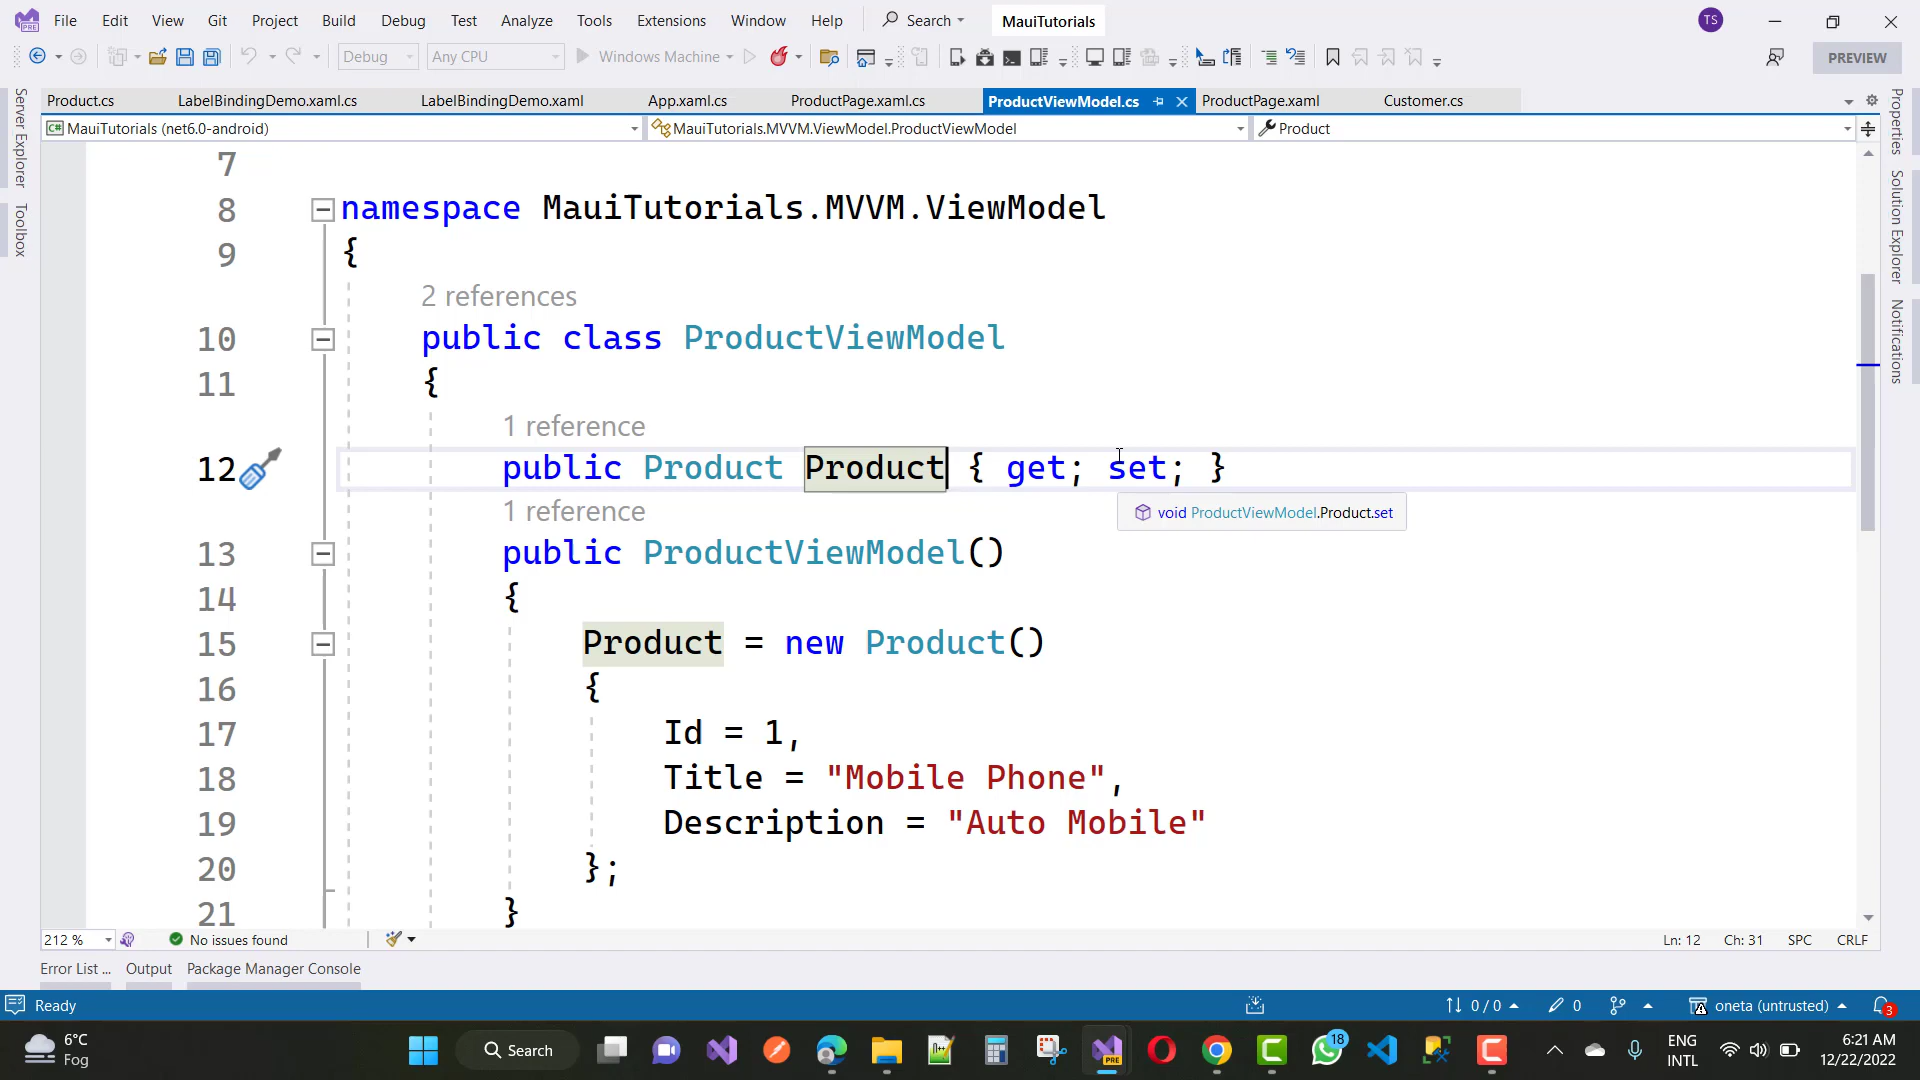 File Edit View Git Project Build Debug Test Analyze Tools Extensions Window Help Search MauiTutorials TS
Debug Any CPU Windows Machine PREVIEW
Product.cs LabelBindingDemo.xaml.cs LabelBindingDemo.xaml App.xaml.cs ProductPage.xaml.cs ProductViewModel.cs ProductPage.xaml Customer.cs
MauiTutorials (net6.0-android) MauiTutorials.MVVM.ViewModel.ProductViewModel Product
Server Explorer
Toolbox
Properties
Solution Explorer
Notifications
7
8 namespace MauiTutorials.MVVM.ViewModel
9 {
2 references
10 public class ProductViewModel
11 {
1 reference
12 public Product Product { get; set; }
void ProductViewModel.Product.set
1 reference
13 public ProductViewModel()
14 {
15 Product = new Product()
16 {
17 Id = 1,
18 Title = "Mobile Phone",
19 Description = "Auto Mobile"
20 };
21 }
212 % No issues found Ln: 12 Ch: 31 SPC CRLF
Error List ... Output Package Manager Console
Ready 0 / 0 0 oneta (untrusted) 3
6°C
Fog
Search
PRE
18
ENG
INTL
6:21 AM
12/22/2022